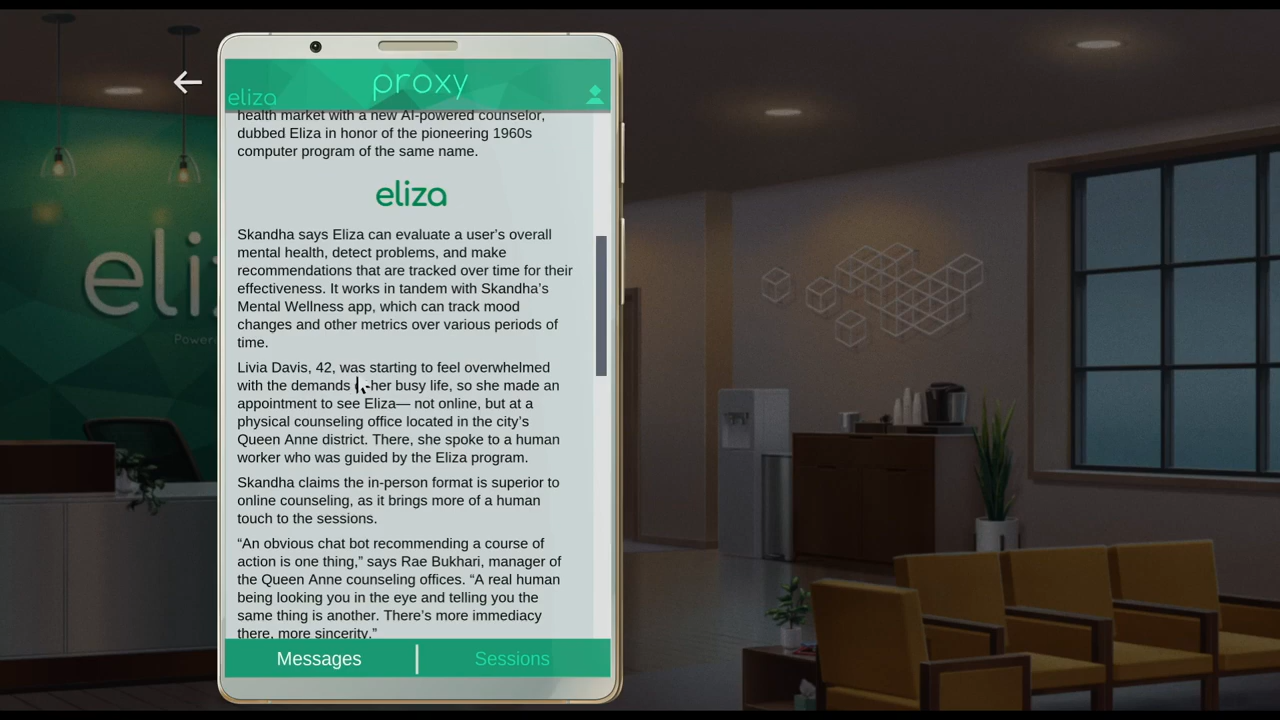 proxy
eliza
health market with a new AI-powered counselor,
dubbed Eliza in honor of the pioneering 1960s
computer program of the same name.
eliza
Skandha says Eliza can evaluate a user's overall
mental health, detect problems, and make
recommendations that are tracked over time for their
effectiveness. It works in tandem with Skandha's
Mental Wellness app, which can track mood
changes and other metrics over various periods of
time.
Livia Davis, 42, was starting to feel overwhelmed
with the demands her busy life, so she made an
appointment to see Eliza— not online, but at a
physical counseling office located in the city's
Queen Anne district. There, she spoke to a human
worker who was guided by the Eliza program.
Skandha claims the in-person format is superior to
online counseling, as it brings more of a human
touch to the sessions.
“An obvious chat bot recommending a course of
action is one thing,” says Rae Bukhari, manager of
the Queen Anne counseling offices. “A real human
being looking you in the eye and telling you the
same thing is another. There's more immediacy
there, more sincerity.”
Messages
Sessions
eli
Powe